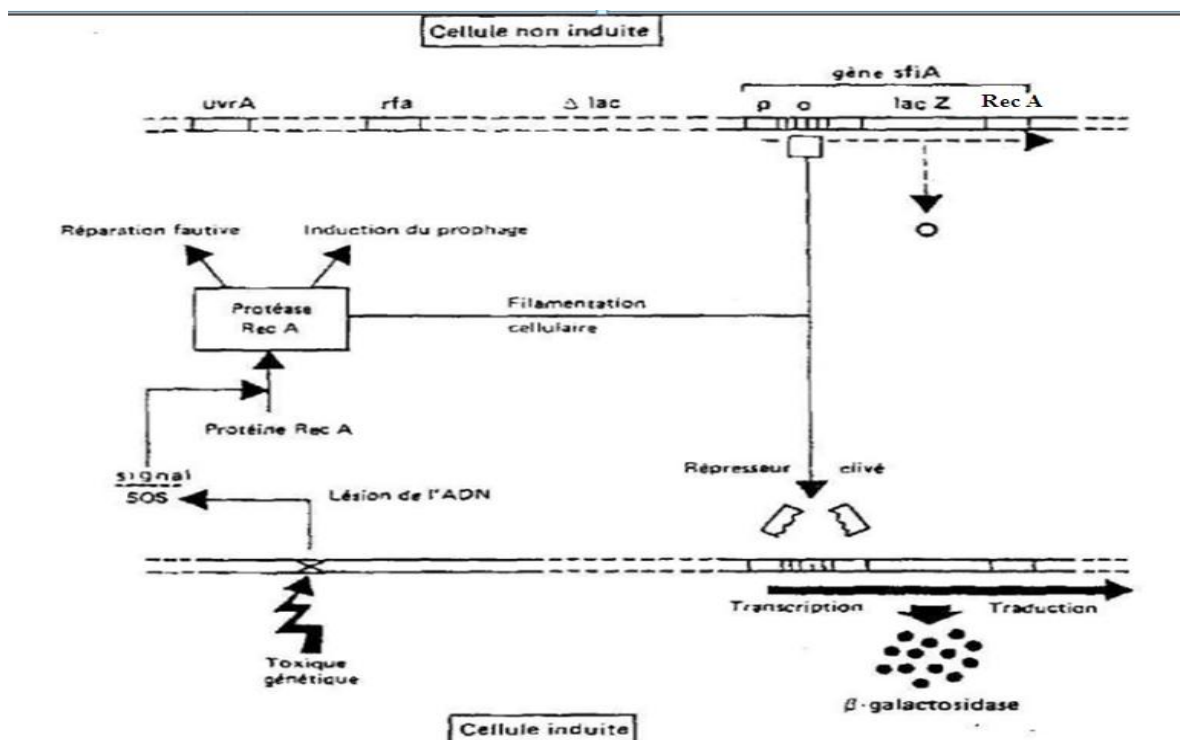 Cellule non induite
gène sfiA
uvrA rfa Δ lac p o lac Z Rec A
Réparation fautive Induction du prophage
Protéase
Rec A
Filamentation
cellulaire
Protéine Rec A
signal
SOS
Lésion de l'ADN
Répresseur clivé
Transcription Traduction
Toxique
génétique
β-galactosidase
Cellule induite